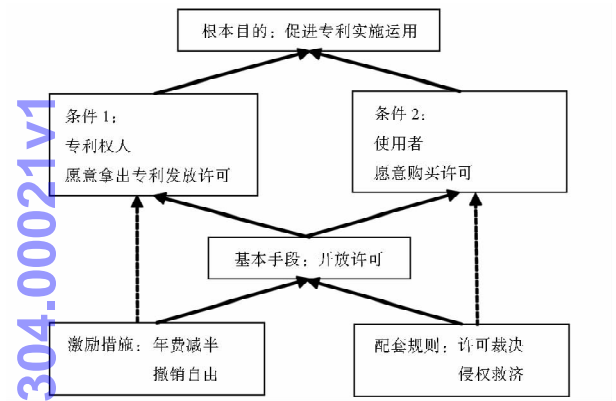 根本目的：促进专利实施运用
条件 1：
专利权人
愿意拿出专利发放许可
条件 2：
使用者
愿意购买许可
基本手段：开放许可
激励措施：年费减半
撤销自由
配套规则：许可裁决
侵权救济
304.00021v1